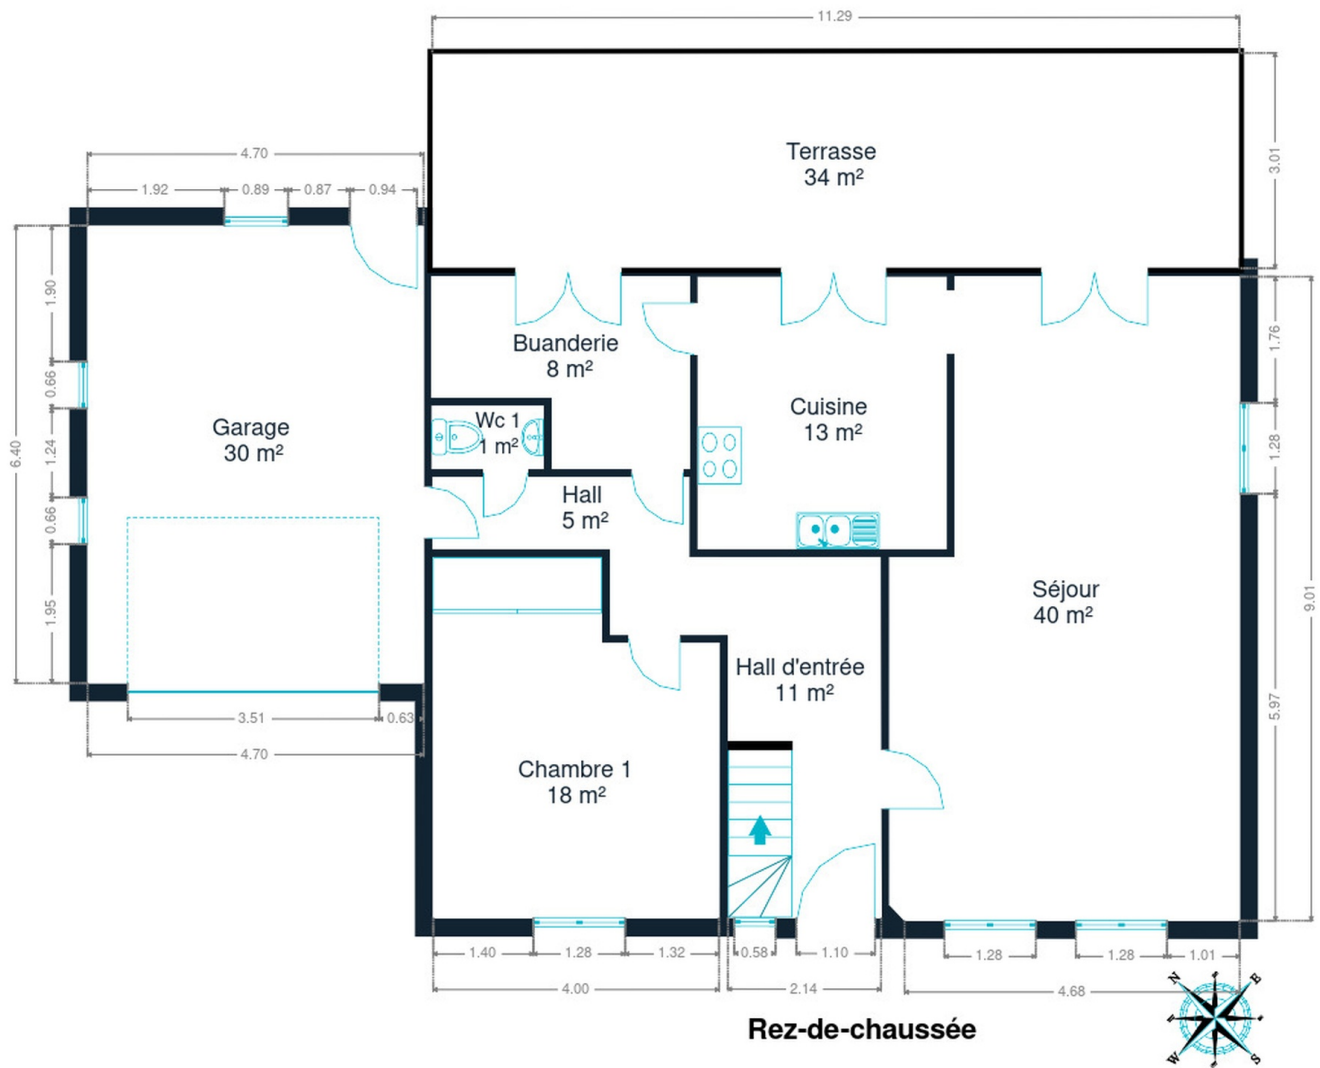 11.29
Terrasse
34 m²
3.01
4.70
1.92
0.89
0.87
0.94
1.90
0.66
1.24
0.66
1.95
6.40
Garage
30 m²
Buanderie
8 m²
Wc 1
1 m²
Hall
5 m²
Cuisine
13 m²
1.76
1.28
5.97
9.01
Séjour
40 m²
Hall d'entrée
11 m²
3.51
0.63
4.70
Chambre 1
18 m²
1.40
1.28
1.32
0.58
1.10
1.28
1.28
1.01
4.00
2.14
4.68
Rez-de-chaussée
N
E
W
S